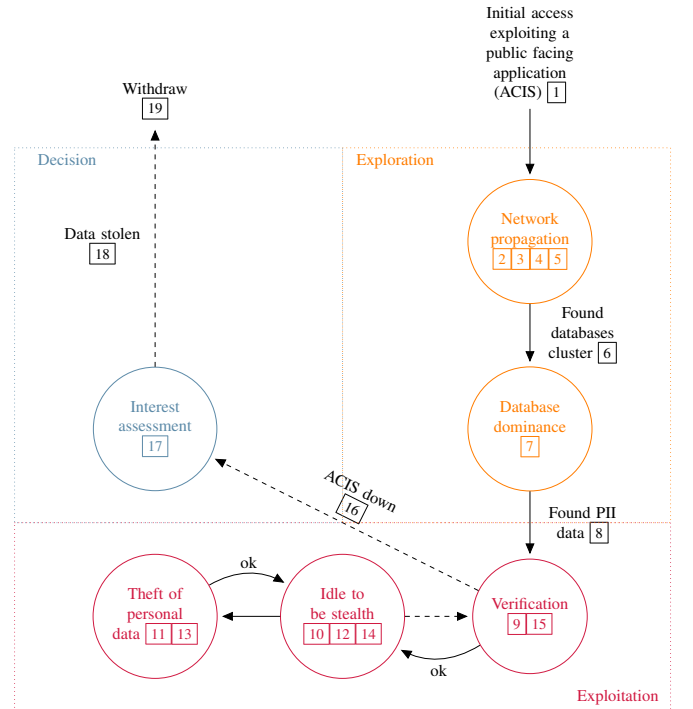 Initial access
exploiting a
public facing
application
(ACIS) 1
Withdraw
19
Decision
Exploration
Data stolen
18
Network
propagation
2 3 4 5
Found
databases
cluster 6
Interest
assessment
17
Database
dominance
7
ACIS down
16
Found PII
data 8
ok
Theft of
personal
data 11 13
Idle to
be stealth
10 12 14
Verification
9 15
ok
Exploitation